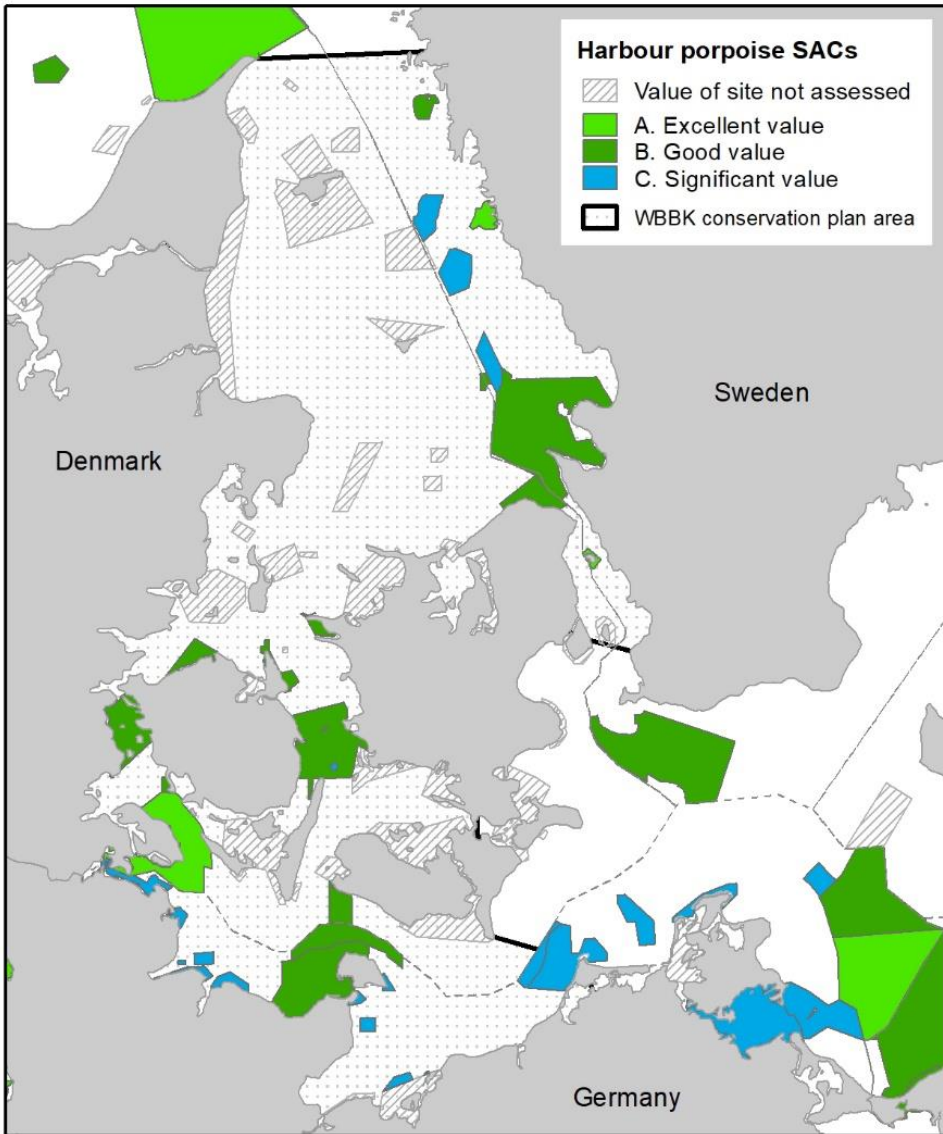 Harbour porpoise SACs
Value of site not assessed
A. Excellent value
B. Good value
C. Significant value
WBBK conservation plan area
Sweden
Denmark
Germany